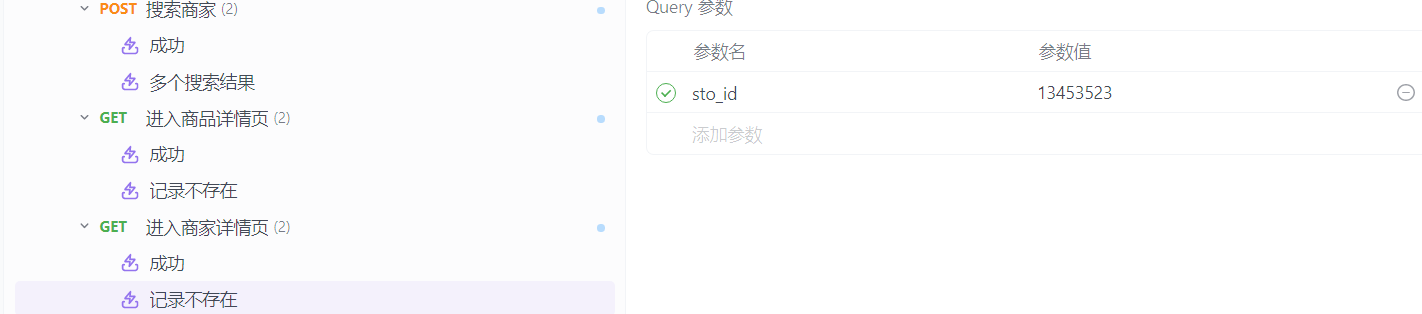 POST 搜索商家 (2)
成功
多个搜索结果
GET 进入商品详情页 (2)
成功
记录不存在
GET 进入商家详情页 (2)
成功
记录不存在
Query 参数
参数名 参数值
sto_id 13453523
添加参数